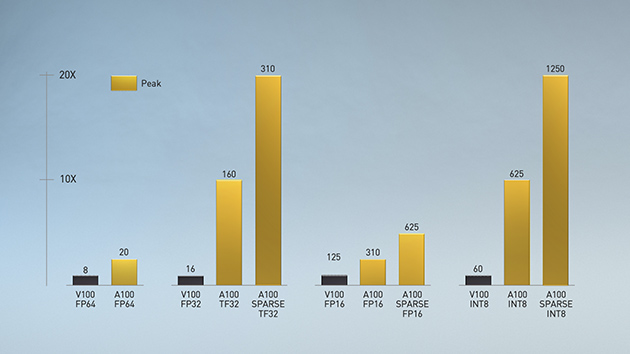 20X
Peak
10X
8
20
16
160
310
125
310
625
60
625
1250
V100
FP64
A100
FP64
V100
FP32
A100
TF32
A100
SPARSE
TF32
V100
FP16
A100
FP16
A100
SPARSE
FP16
V100
INT8
A100
INT8
A100
SPARSE
INT8